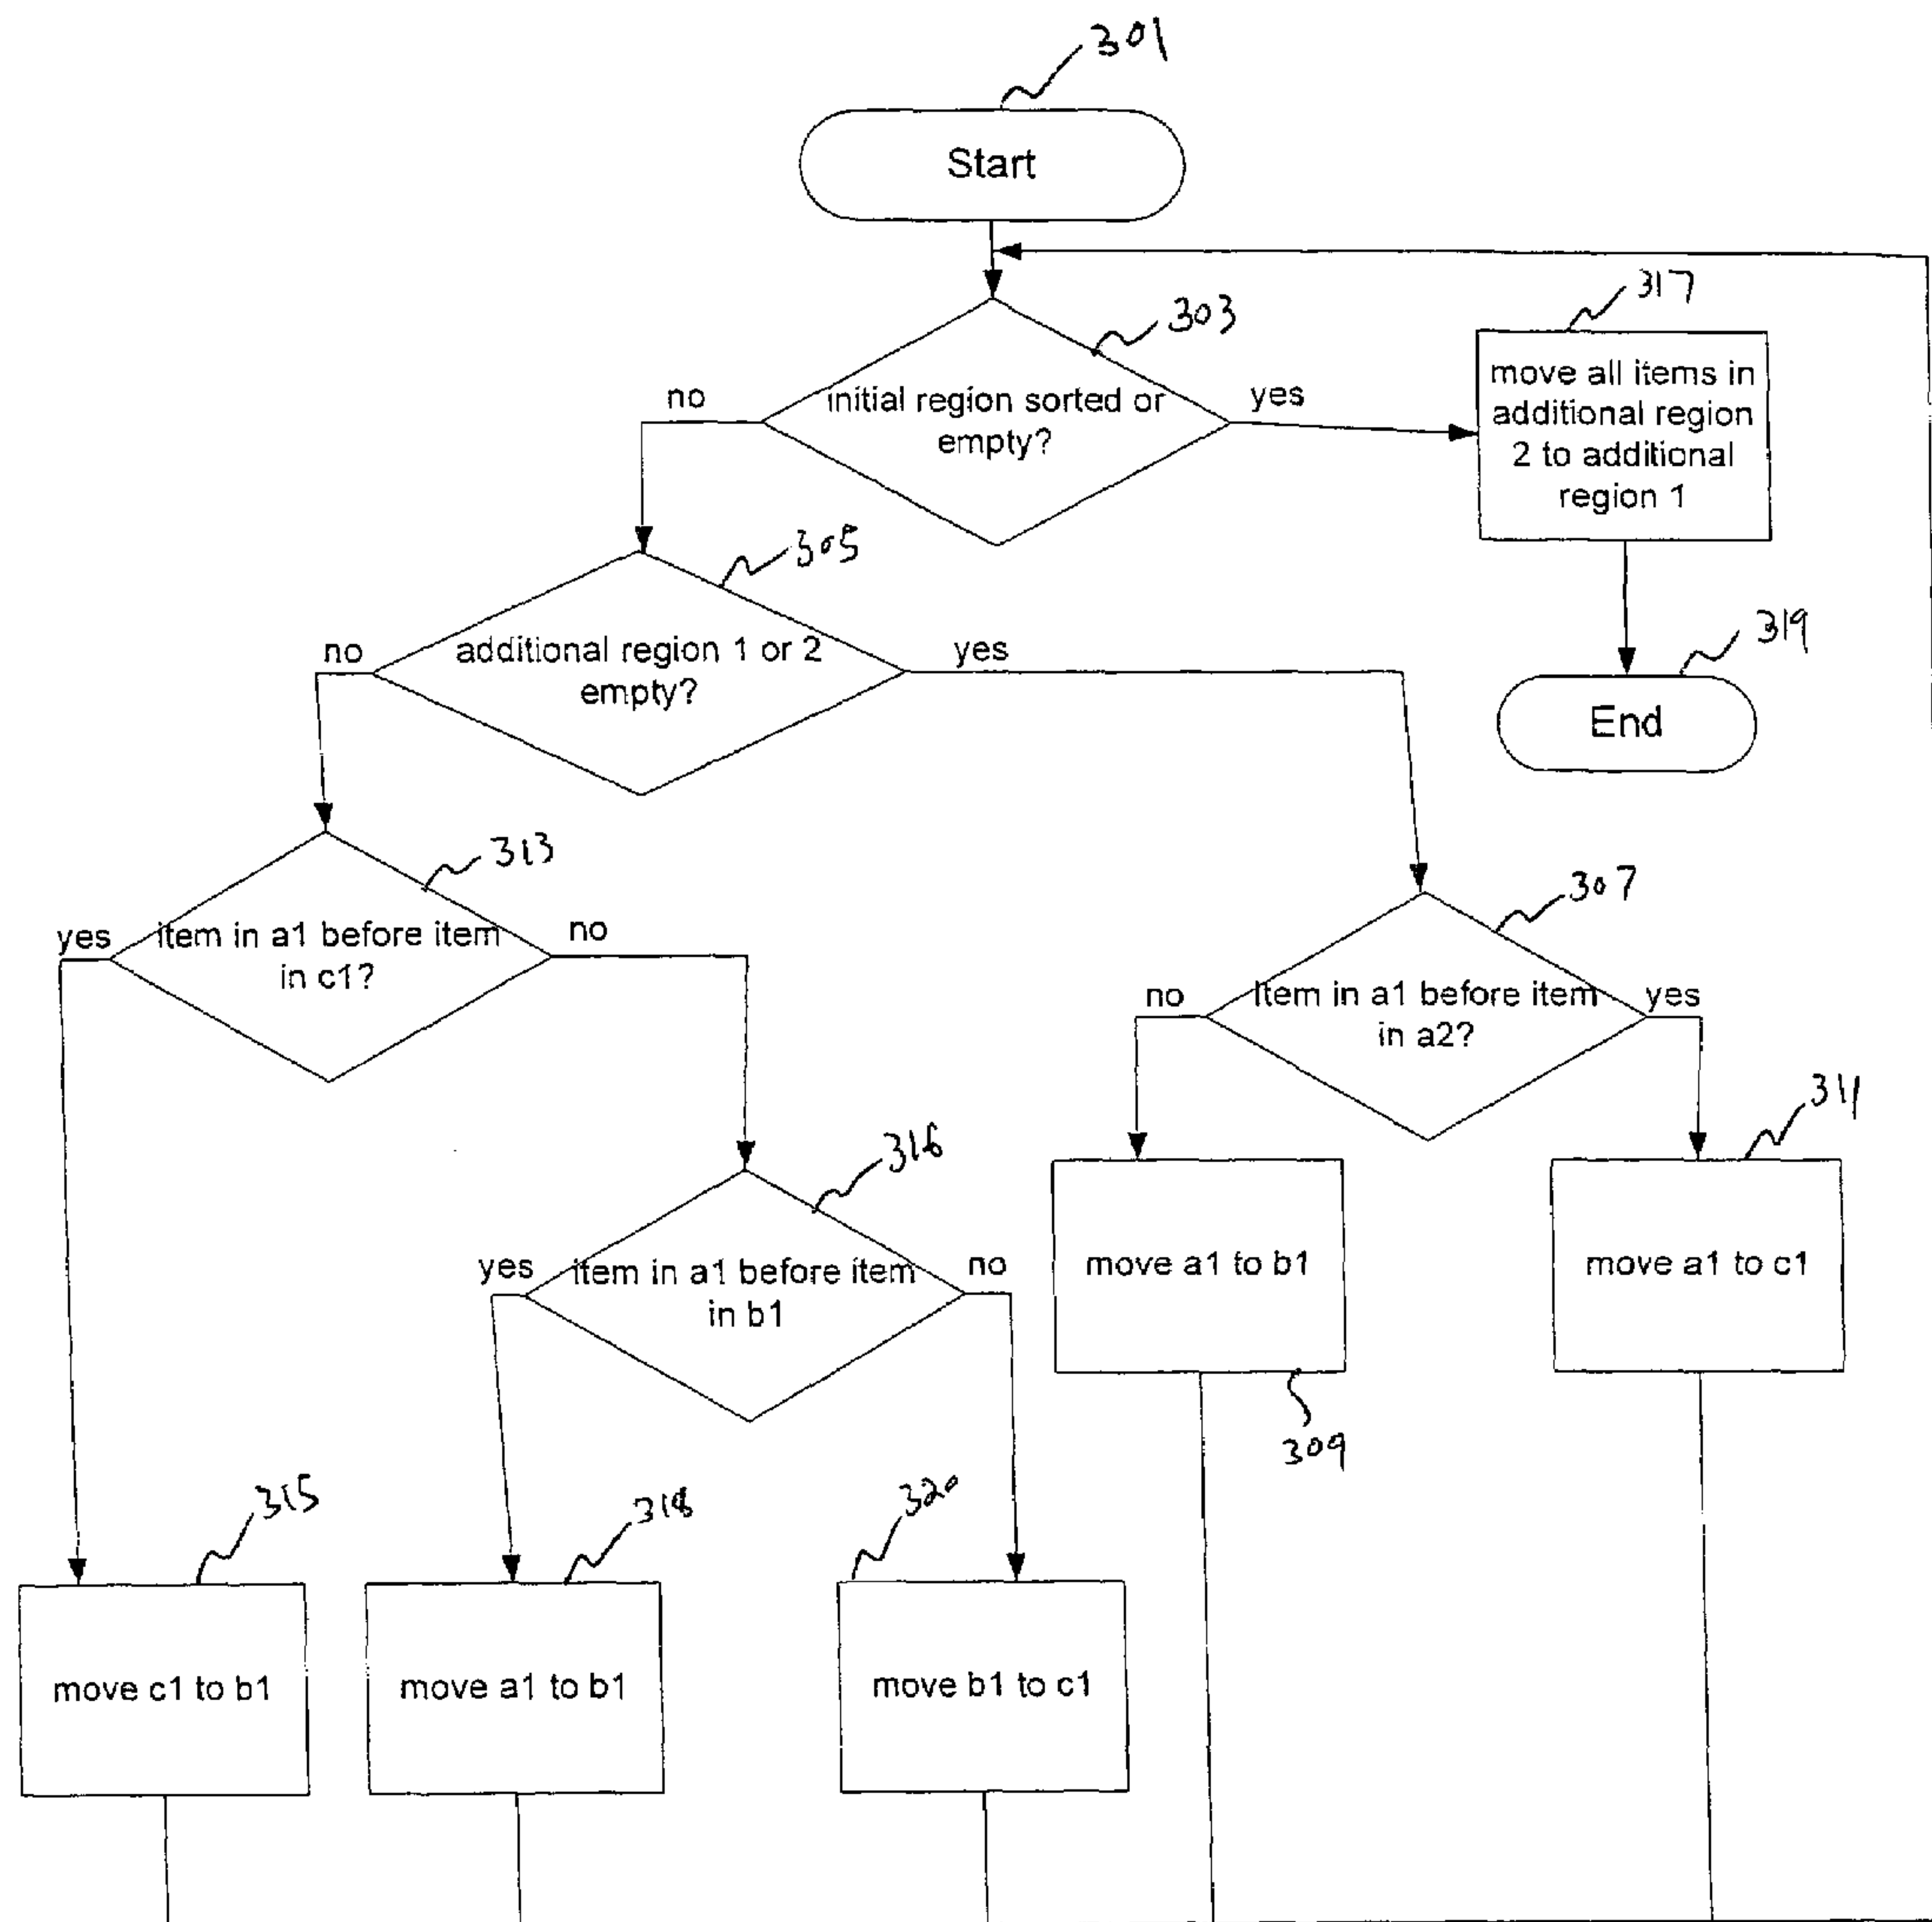 301
Start
317
303
no
initial region sorted or
empty?
yes
move all items in
additional region
2 to additional
region 1
305
no
additional region 1 or 2
empty?
yes
319
End
313
yes
item in a1 before item
in c1?
no
307
no
item in a1 before item
in a2?
yes
311
316
yes
item in a1 before item
in b1
no
move a1 to b1
move a1 to c1
309
315
318
320
move c1 to b1
move a1 to b1
move b1 to c1